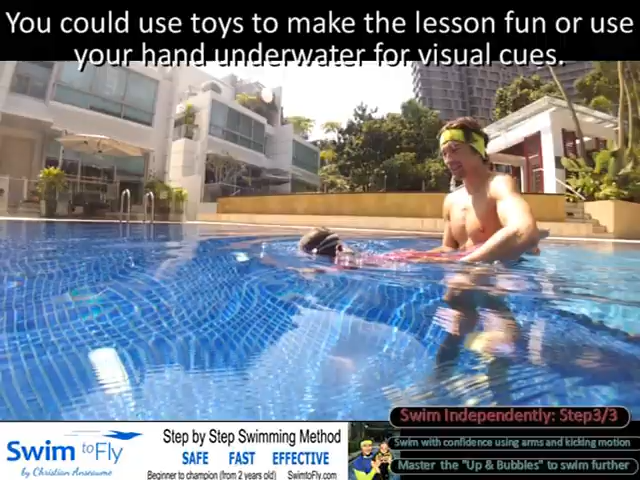 You could use toys to make the lesson fun or use
your hand underwater for visual cues.
Swim Independently: Step3/3
Swim with confidence using arms and kicking motion
Master the "Up & Bubbles" to swim further
Swim to Fly
by Christian Anseaume
Step by Step Swimming Method
SAFE FAST EFFECTIVE
Beginner to champion (from 2 years old) SwimtoFly.com